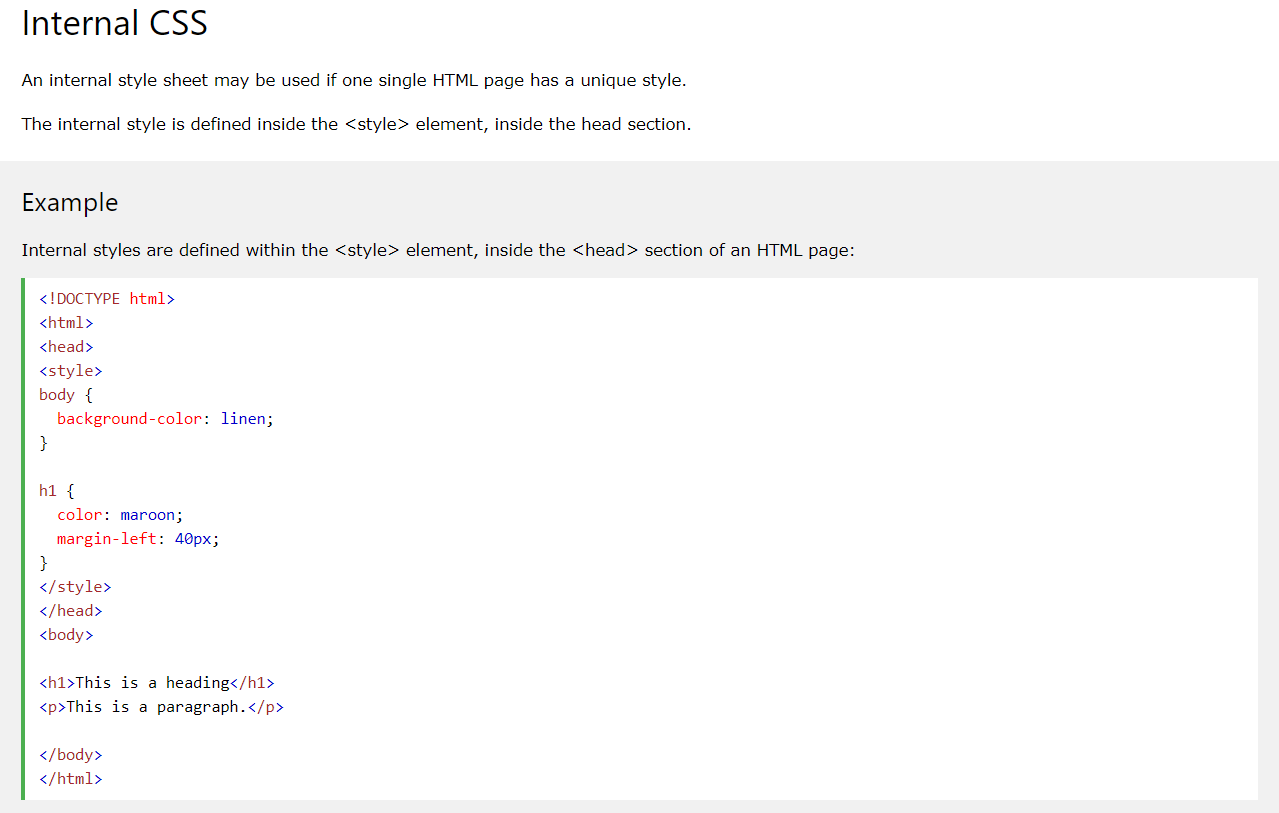 Internal CSS
An internal style sheet may be used if one single HTML page has a unique style.
The internal style is defined inside the <style> element, inside the head section.
Example
Internal styles are defined within the <style> element, inside the <head> section of an HTML page:
<!DOCTYPE html>
<html>
<head>
<style>
body {
  background-color: linen;
}

h1 {
  color: maroon;
  margin-left: 40px;
}
</style>
</head>
<body>

<h1>This is a heading</h1>
<p>This is a paragraph.</p>

</body>
</html>